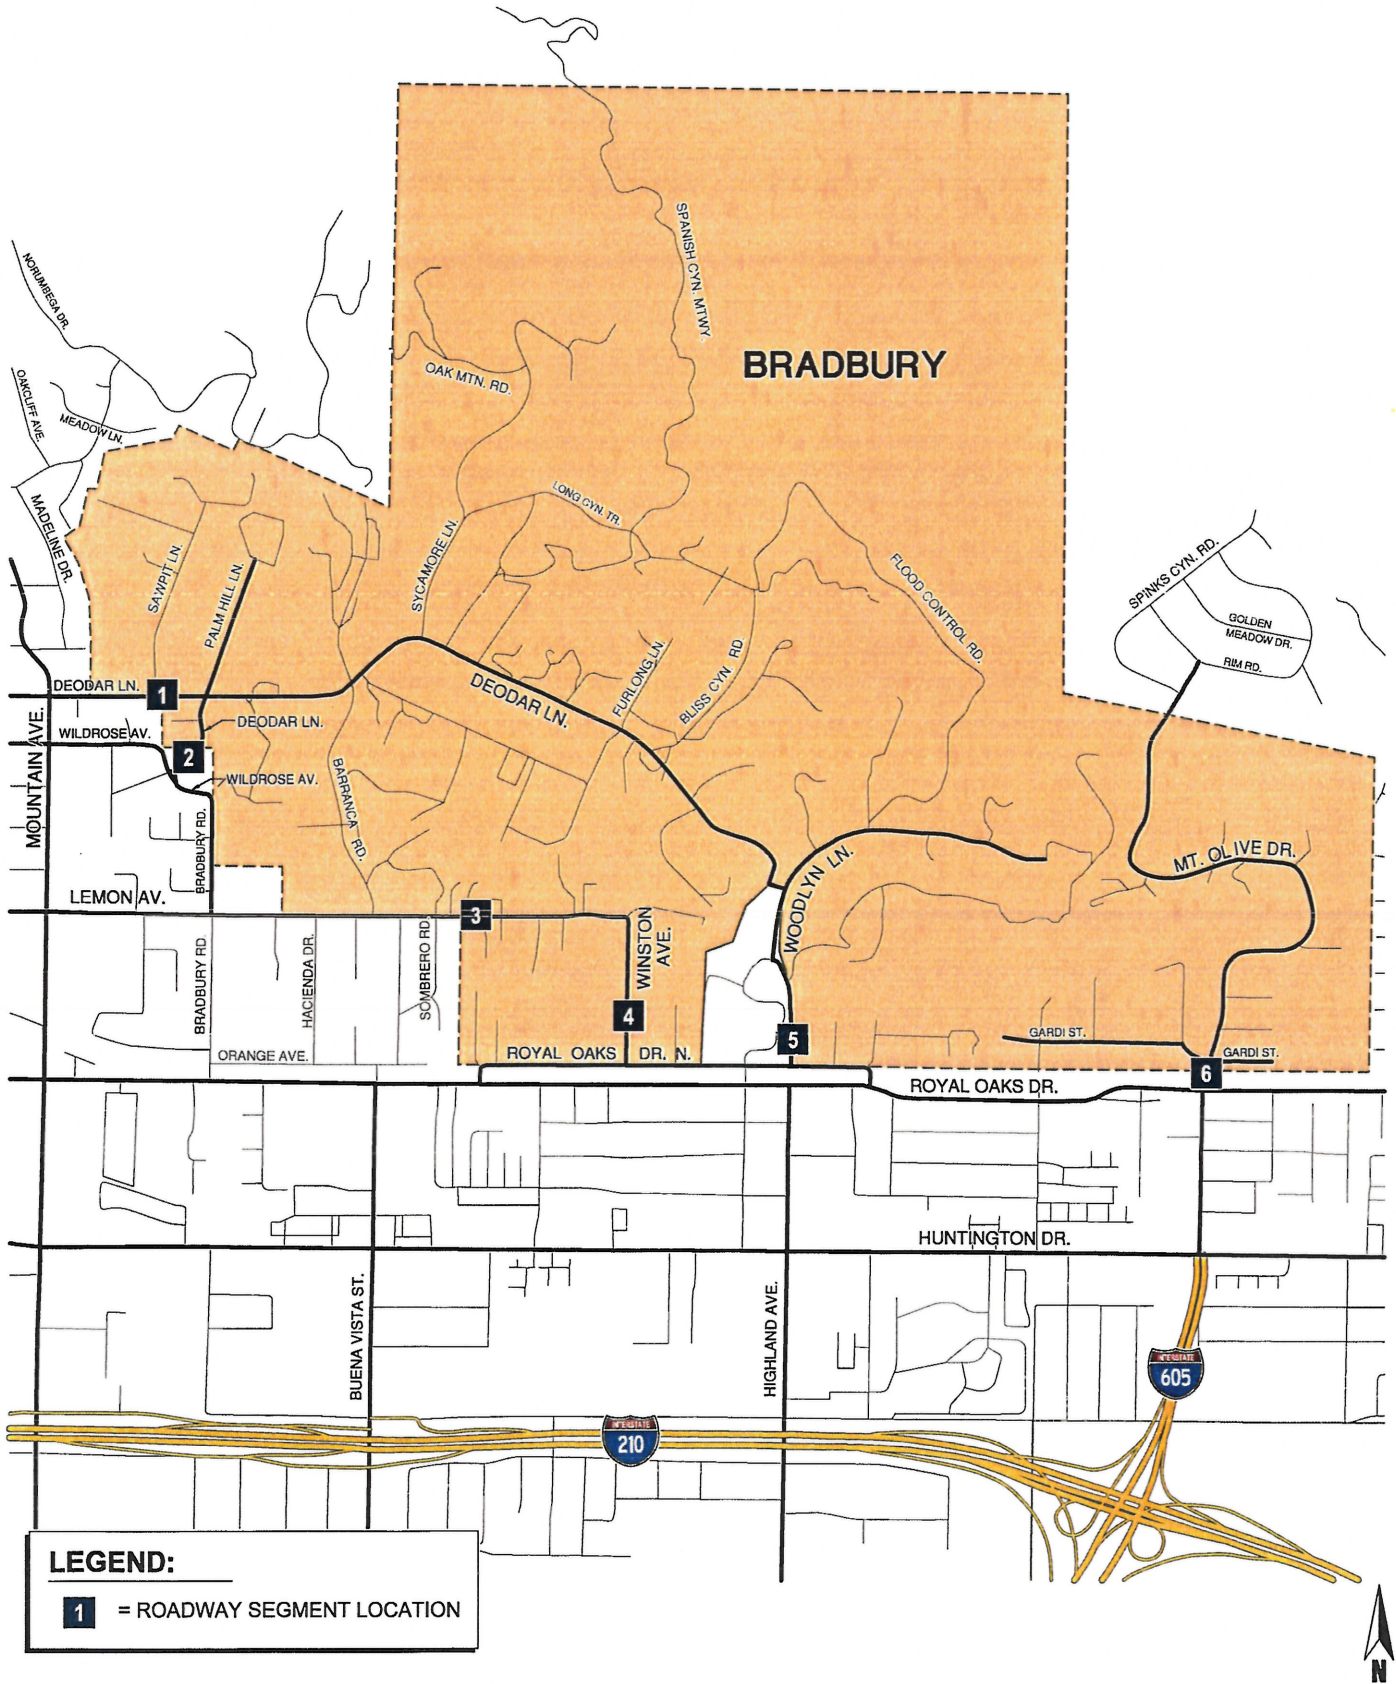 SPANISH CYN. MTWY.
NORUMBEGA DR.
BRADBURY
OAK MTN. RD.
OAKCLIFF AVE.
MEADOW LN.
MADELINE DR.
LONG CYN. TR.
SAWPIT LN.
PALM HILL LN.
SYCAMORE LN.
FLOOD CONTROL RD.
SPINKS CYN. RD.
GOLDEN
MEADOW DR.
RIM RD.
FURLONG LN.
BLISS CYN RD.
DEODAR LN.
1
DEODAR LN.
DEODAR LN.
WILDROSE AV.
2
WILDROSE AV.
MOUNTAIN AVE.
BARRANCA RD.
BRADBURY RD.
MT. OLIVE DR.
WOODLYN LN.
LEMON AV.
3
WINSTON
AVE.
BRADBURY RD.
HACIENDA DR.
SOMBRERO RD.
4
5
GARDI ST.
GARDI ST.
ORANGE AVE.
ROYAL OAKS DR. N.
6
ROYAL OAKS DR.
HUNTINGTON DR.
BUENA VISTA ST.
HIGHLAND AVE.
INTERSTATE
605
INTERSTATE
210
LEGEND:
1 = ROADWAY SEGMENT LOCATION
N